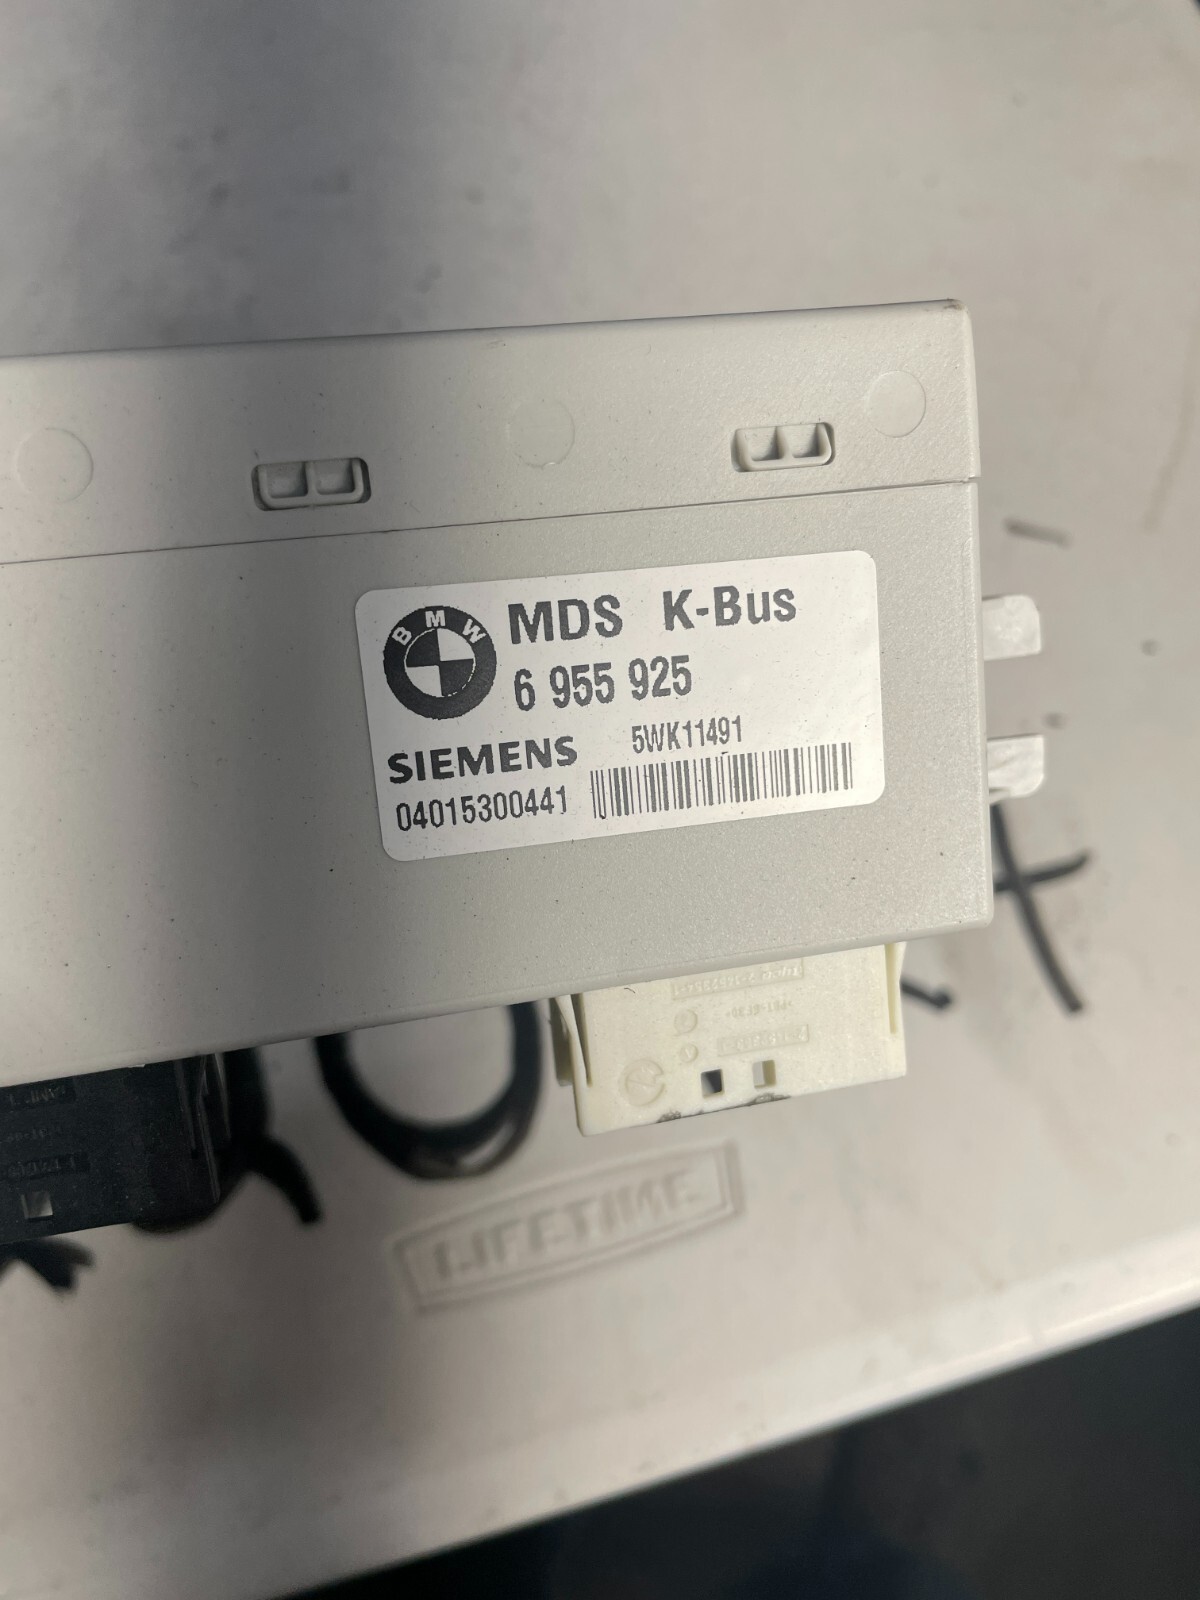 BMW
MDS K-Bus
6 955 925
SIEMENS 5WK11491
04015300441
LIFETIME